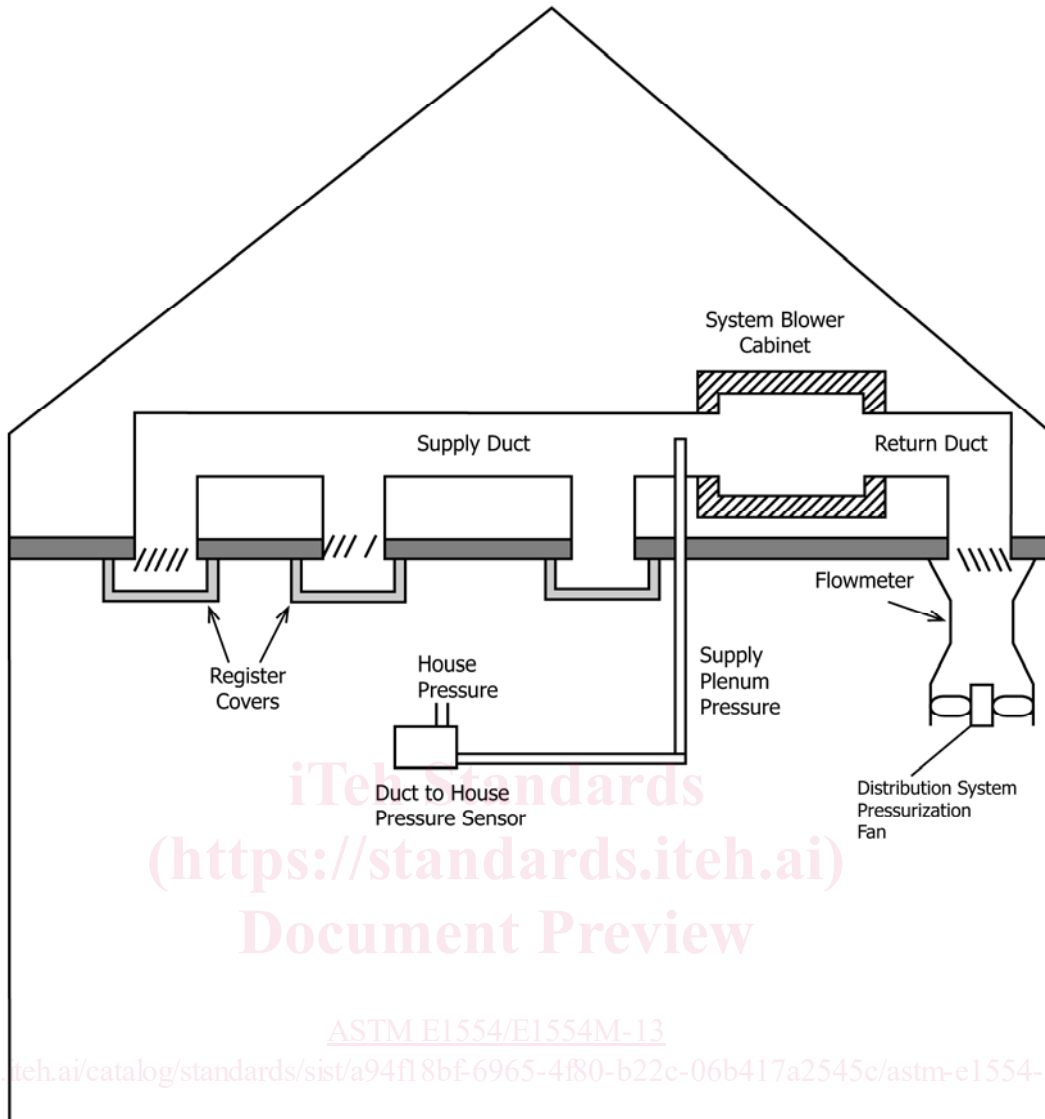 System Blower
Cabinet
Supply Duct
Return Duct
Flowmeter
Register
Covers
House
Pressure
Supply
Plenum
Pressure
Duct to House
Pressure Sensor
Distribution System
Pressurization
Fan
iTeh Standards
(https://standards.iteh.ai)
Document Preview
ASTM E1554/E1554M-13
.iteh.ai/catalog/standards/sist/a94f18bf-6965-4f80-b22c-06b417a2545c/astm-e1554-